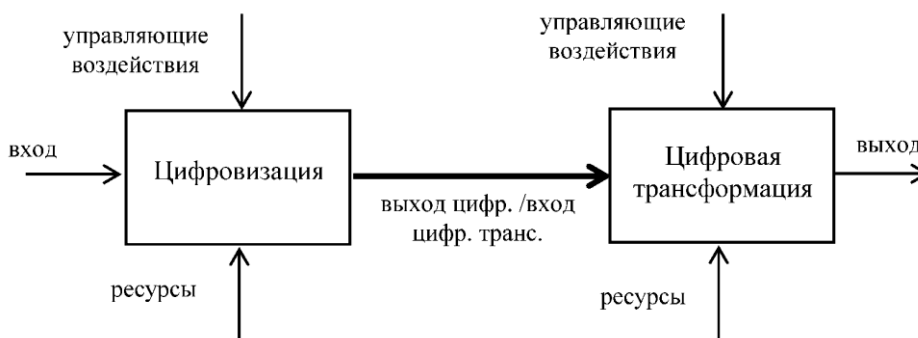 управляющие
воздействия
управляющие
воздействия
вход
Цифровизация
выход цифр. /вход
цифр. транс.
Цифровая
трансформация
выход
ресурсы
ресурсы